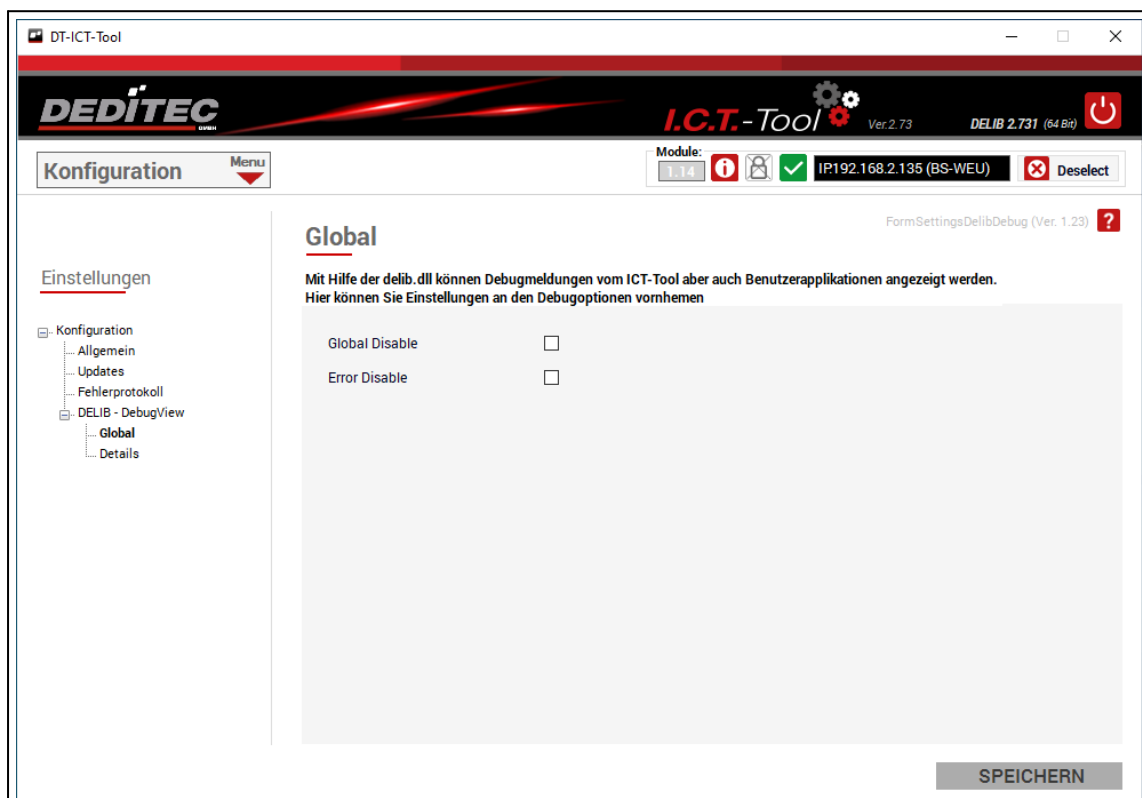 DT-ICT-Tool
DEDITEC
GMBH
I.C.T.-Tool
Ver.2.73
DELIB 2.731 (64 Bit)
Konfiguration
Menu
Module:
1.14
IP.192.168.2.135 (BS-WEU)
Deselect
FormSettingsDelibDebug (Ver. 1.23)
?
Global
Einstellungen
Mit Hilfe der delib.dll können Debugmeldungen vom ICT-Tool aber auch Benutzerapplikationen angezeigt werden.
Hier können Sie Einstellungen an den Debugoptionen vornhemen
Konfiguration
Allgemein
Updates
Fehlerprotokoll
DELIB - DebugView
Global
Details
Global Disable
Error Disable
SPEICHERN